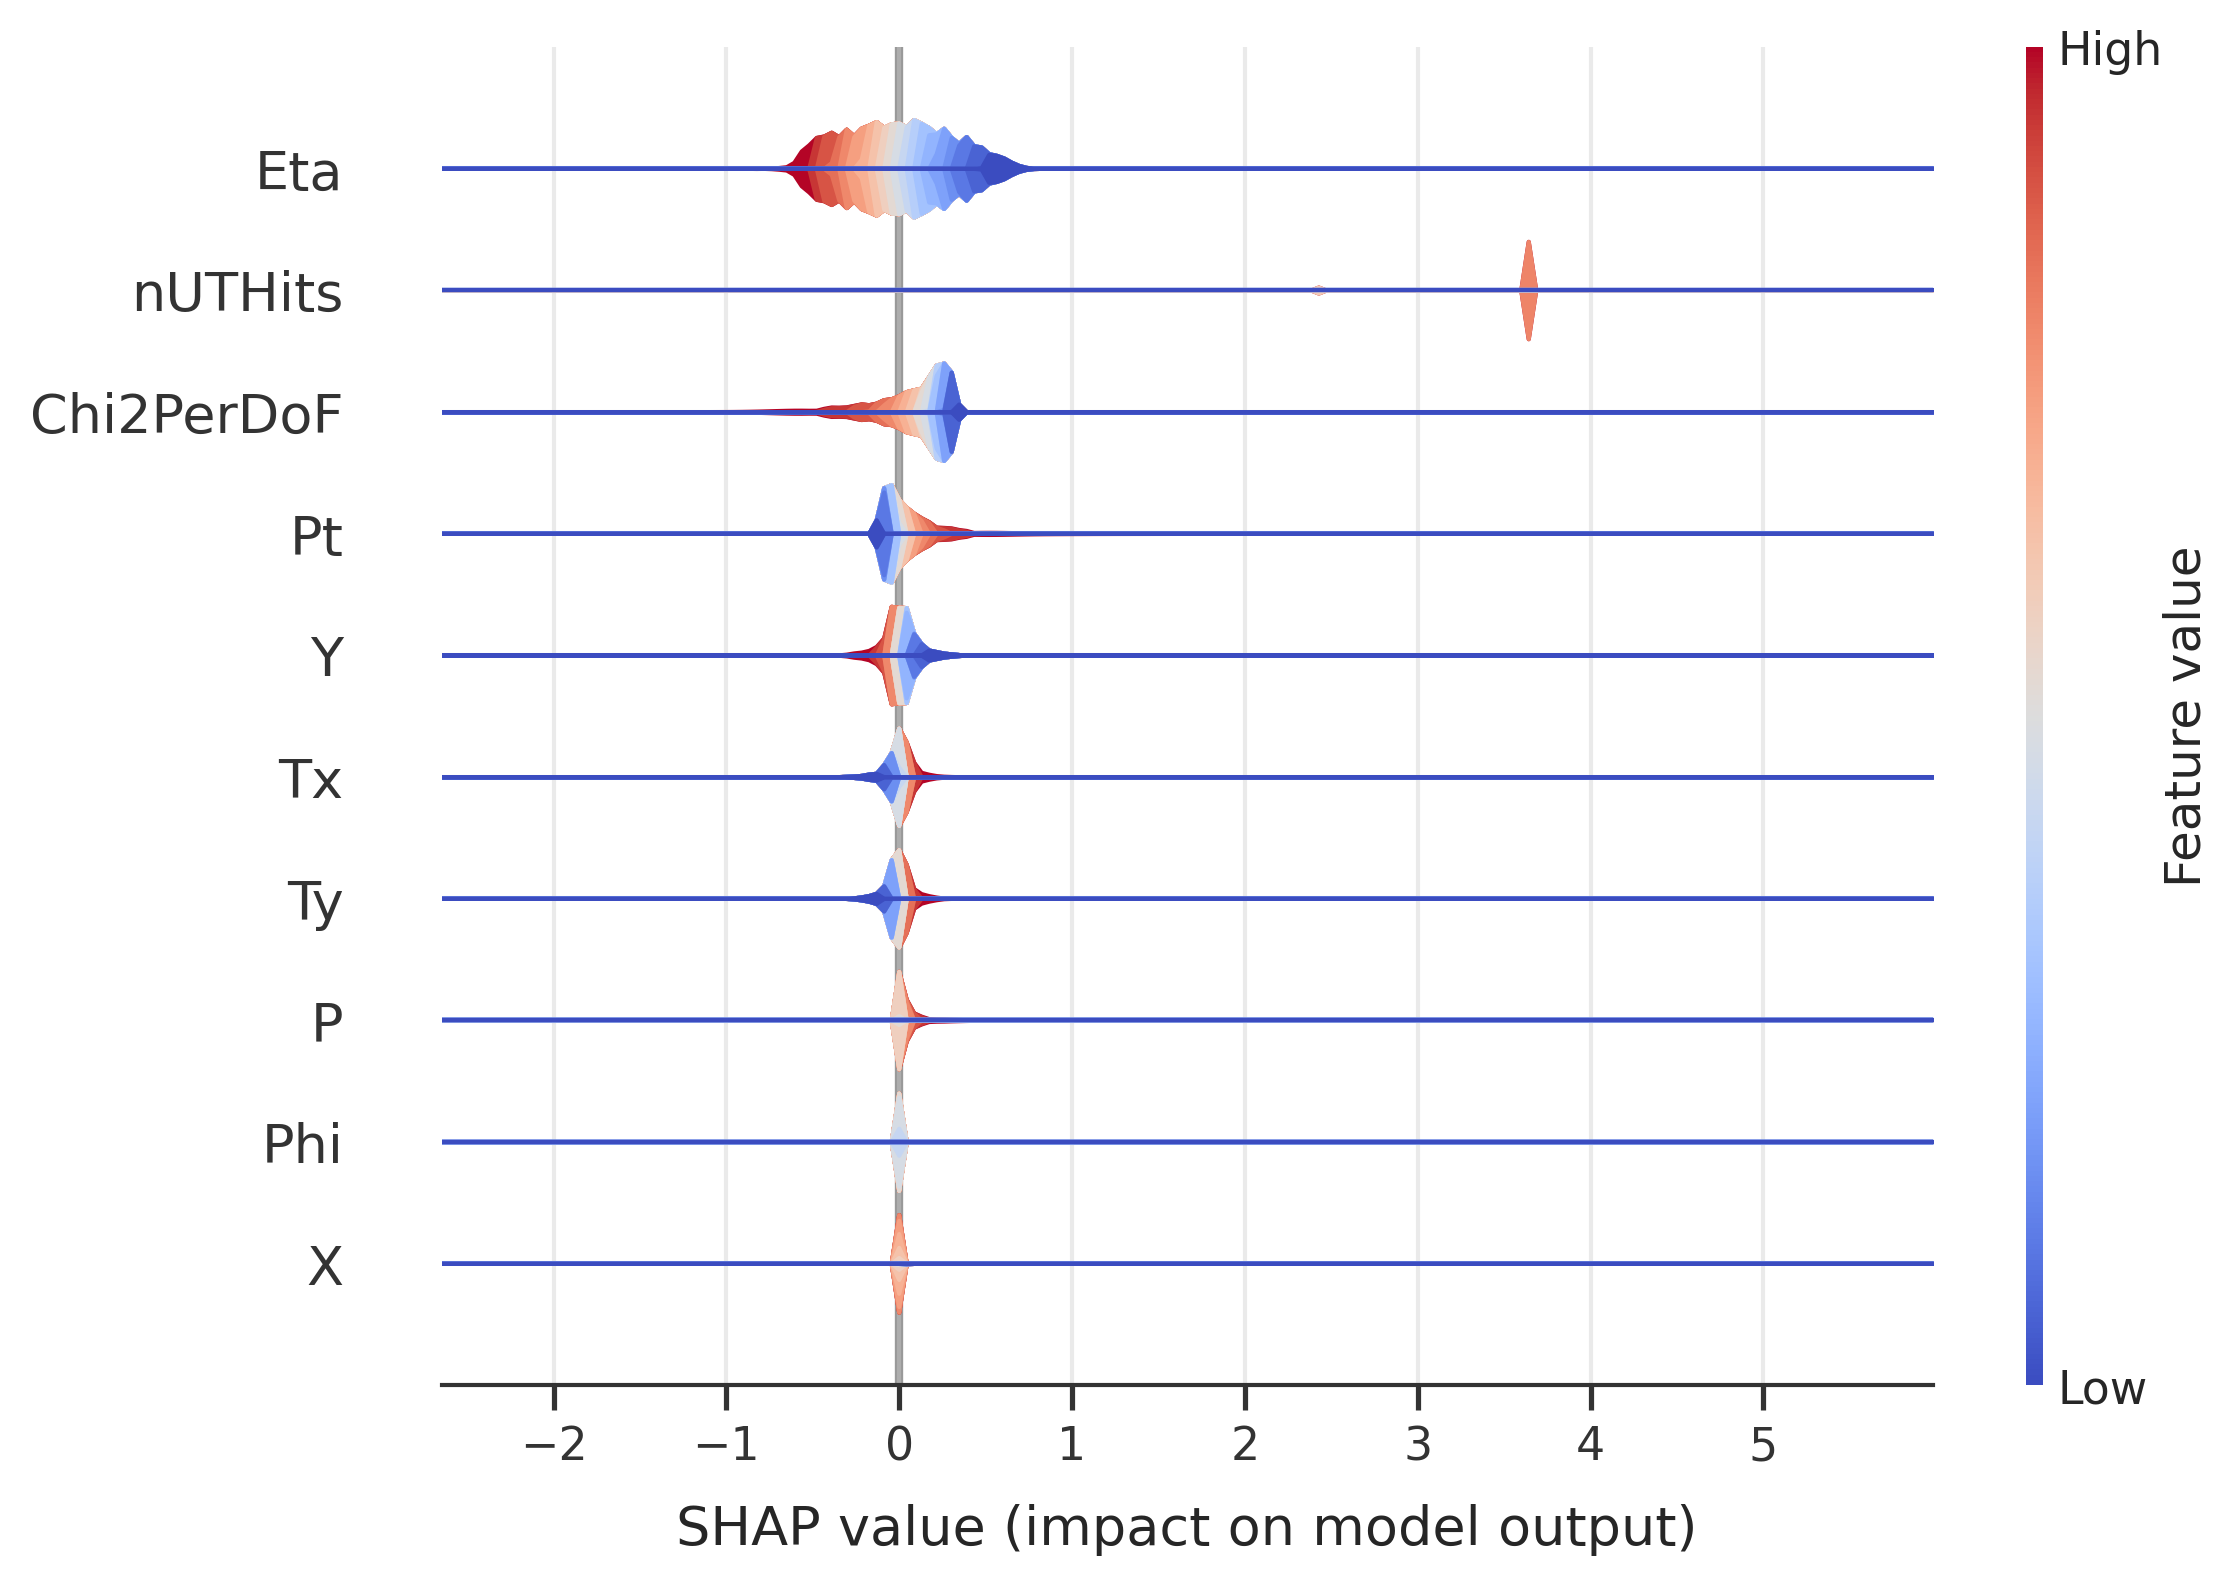 High
Eta
nUTHits
Chi2PerDoF
Pt
Y
Tx
Ty
P
Phi
X
Feature value
Low
−2 −1 0 1 2 3 4 5
SHAP value (impact on model output)